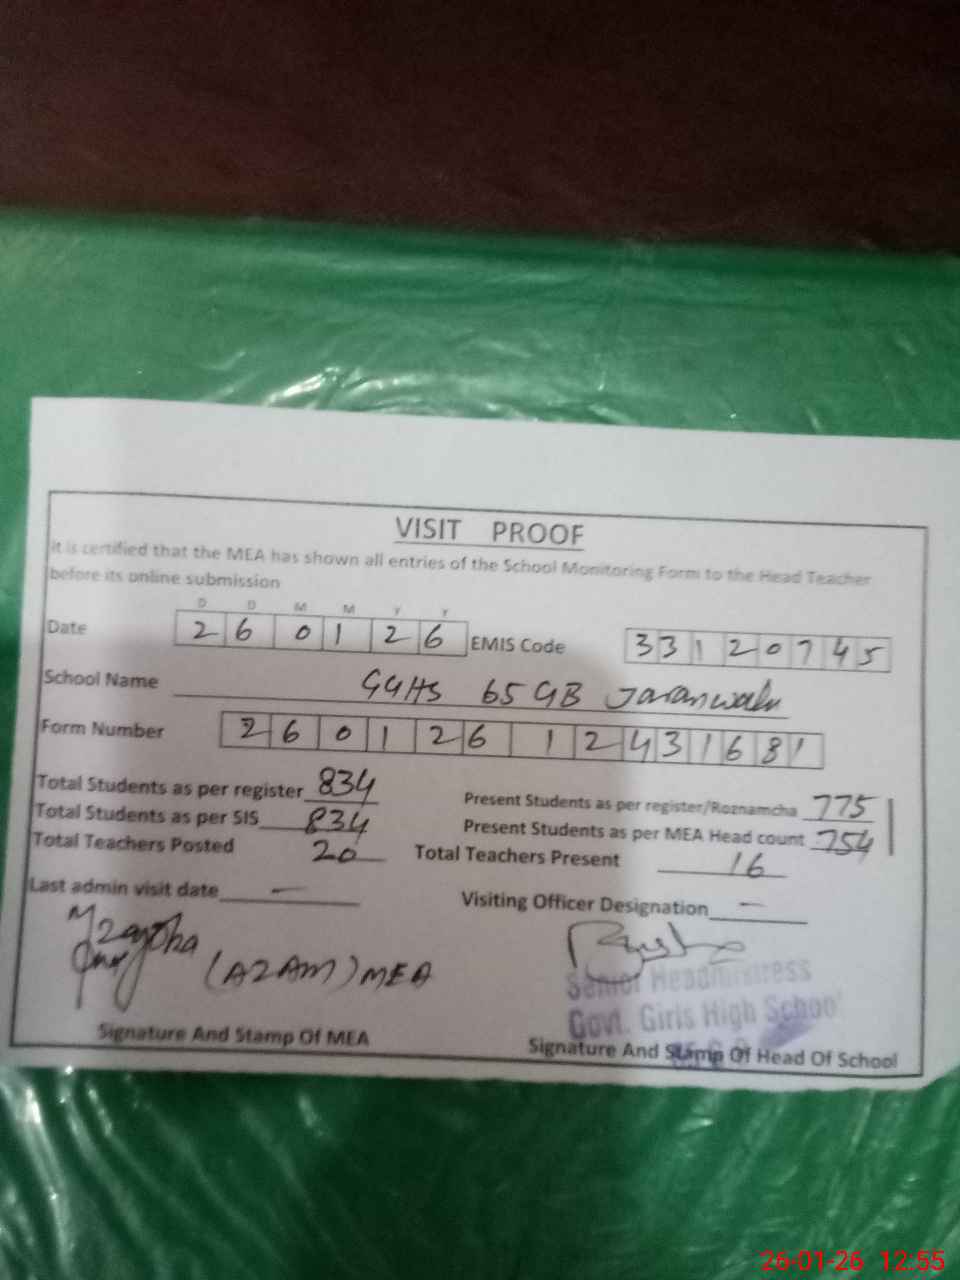 VISIT PROOF
It is certified that the MEA has shown all entries of the School Monitoring Form to the Head Teacher
before its online submission
D D M M Y Y
Date 2 6 0 1 2 6 EMIS Code 3 3 1 2 0 7 4 5
School Name GGHS 65 GB Jaranwala
Form Number 2 6 0 1 2 6 1 2 4 3 1 6 8 1
Total Students as per register 834 Present Students as per register/Roznamcha 775
Total Students as per SIS 834 Present Students as per MEA Head count 754
Total Teachers Posted 20 Total Teachers Present 16
Last admin visit date — Visiting Officer Designation —
(AZAM) MEA
Senior Headmistress
Govt. Girls High School
Signature And Stamp Of MEA Signature And Stamp Of Head Of School
26-01-26 12:55